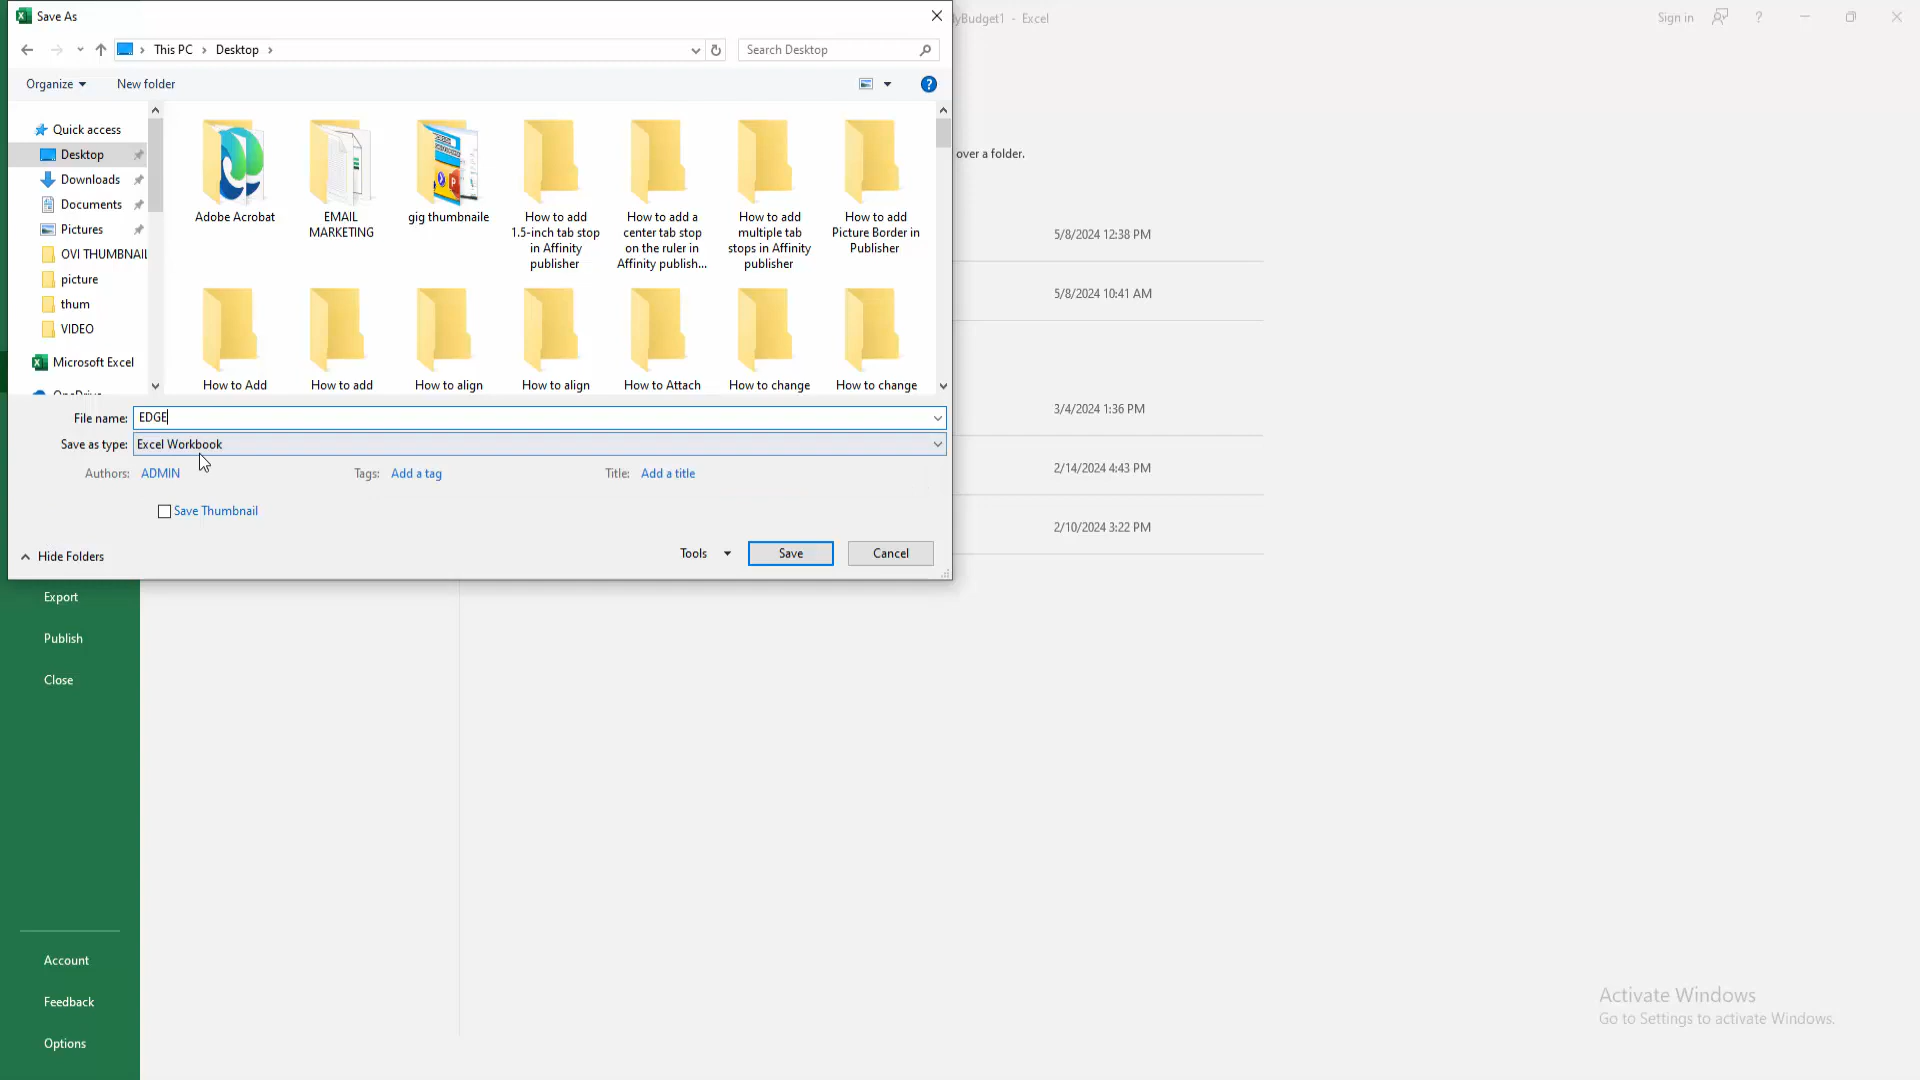 Save As
yBudget1 - Excel
Sign in
?
This PC > Desktop >
Search Desktop
Organize
New folder
?
Quick access
Desktop
Downloads
Documents
Pictures
OVI THUMBNAIL
picture
thum
VIDEO
Microsoft Excel
OneDrive
Adobe Acrobat
EMAIL
MARKETING
gig thumbnaile
How to add
1.5-inch tab stop
in Affinity
publisher
How to add a
center tab stop
on the ruler in
Affinity publish...
How to add
multiple tab
stops in Affinity
publisher
How to add
Picture Border in
Publisher
How to Add
How to add
How to align
How to align
How to Attach
How to change
How to change
over a folder.
5/8/2024 12:38 PM
5/8/2024 10:41 AM
3/4/2024 1:36 PM
2/14/2024 4:43 PM
2/10/2024 3:22 PM
File name: EDGE
Save as type: Excel Workbook
Authors: ADMIN
Tags: Add a tag
Title: Add a title
Save Thumbnail
Hide Folders
Tools
Save
Cancel
Export
Publish
Close
Account
Feedback
Options
Activate Windows
Go to Settings to activate Windows.